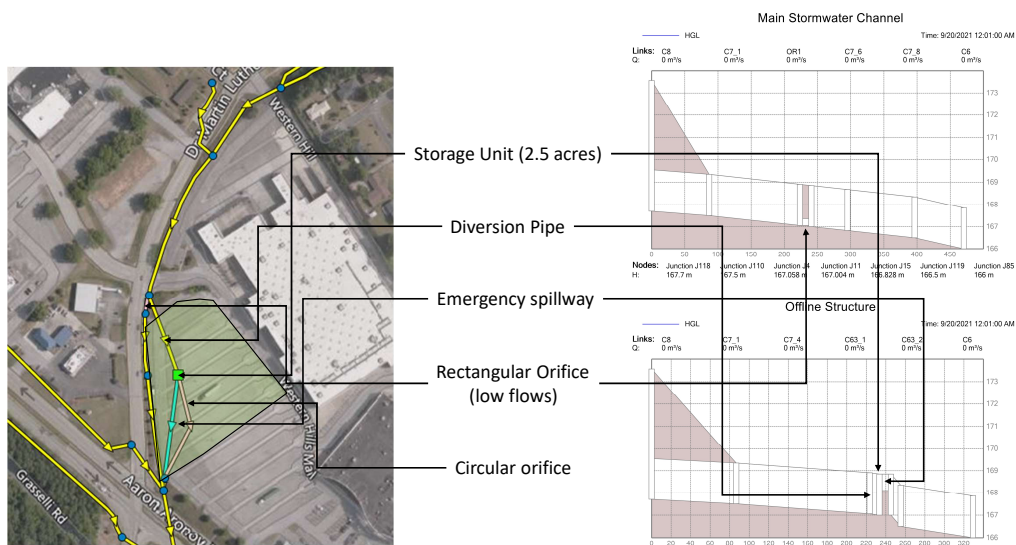 Main Stormwater Channel
HGL
Time: 9/20/2021 12:01:00 AM
Links: C8 C7_1 OR1 C7_6 C7_8 C6
Q: 0 m³/s 0 m³/s 0 m³/s 0 m³/s 0 m³/s 0 m³/s
173
172
171
170
169
168
167
166
0 50 100 150 200 250 300 350 400 450
Nodes: Junction J118 Junction J110 Junction J4 Junction J11 Junction J15 Junction J119 Junction J85
H: 167.7 m 167.5 m 167.058 m 167.004 m 166.828 m 166.5 m 166 m
Offline Structure
HGL
Time: 9/20/2021 12:01:00 AM
Links: C8 C7_1 C7_4 C63_1 C63_2 C6
Q: 0 m³/s 0 m³/s 0 m³/s 0 m³/s 0 m³/s 0 m³/s
173
172
171
170
169
168
167
166
0 20 40 60 80 100 120 140 160 180 200 220 240 260 280 300 320
Storage Unit (2.5 acres)
Diversion Pipe
Emergency spillway
Rectangular Orifice
(low flows)
Circular orifice
Western Hill
Western Hills Mall
Grasselli Rd